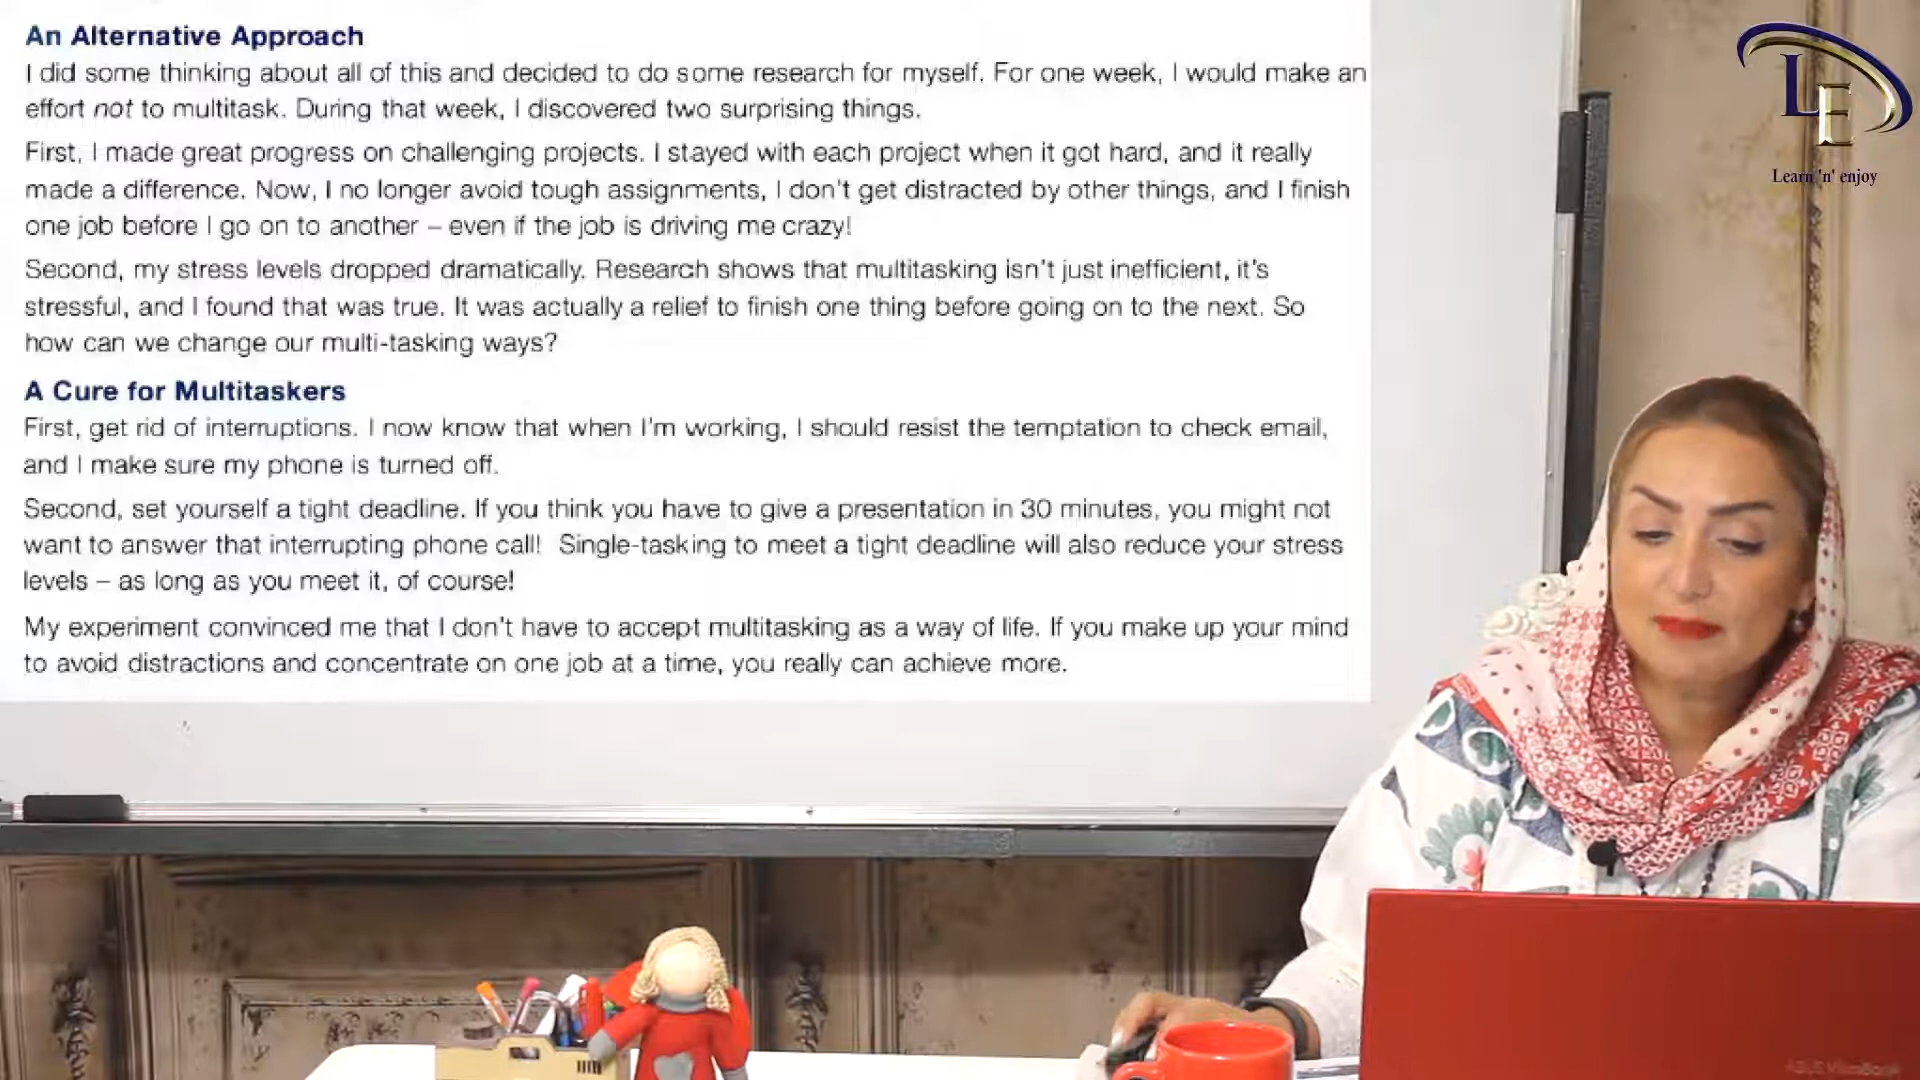 An Alternative Approach
I did some thinking about all of this and decided to do some research for myself. For one week, I would make an
effort not to multitask. During that week, I discovered two surprising things.
First, I made great progress on challenging projects. I stayed with each project when it got hard, and it really
made a difference. Now, I no longer avoid tough assignments, I don't get distracted by other things, and I finish
one job before I go on to another – even if the job is driving me crazy!
Second, my stress levels dropped dramatically. Research shows that multitasking isn't just inefficient, it's
stressful, and I found that was true. It was actually a relief to finish one thing before going on to the next. So
how can we change our multi-tasking ways?
A Cure for Multitaskers
First, get rid of interruptions. I now know that when I'm working, I should resist the temptation to check email,
and I make sure my phone is turned off.
Second, set yourself a tight deadline. If you think you have to give a presentation in 30 minutes, you might not
want to answer that interrupting phone call! Single-tasking to meet a tight deadline will also reduce your stress
levels – as long as you meet it, of course!
My experiment convinced me that I don't have to accept multitasking as a way of life. If you make up your mind
to avoid distractions and concentrate on one job at a time, you really can achieve more.
LE
Learn 'n' enjoy
ASUS VivoBook